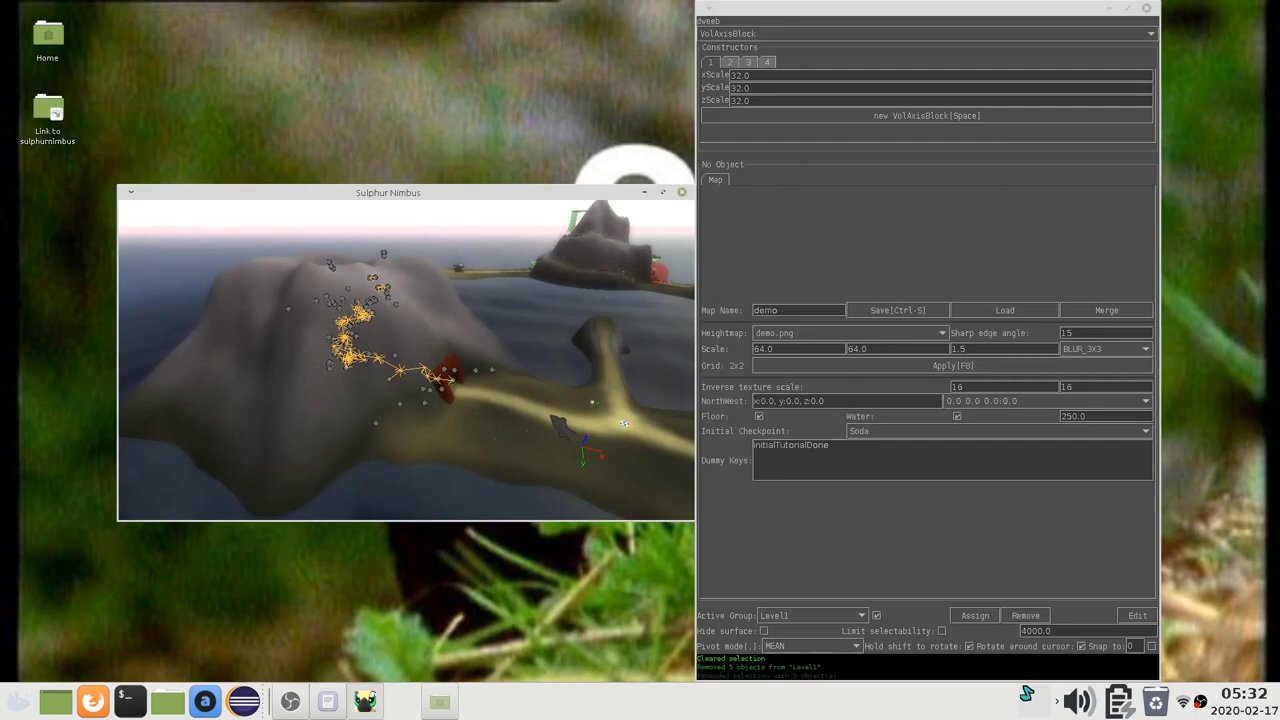 Home
Link to
sulphurnimbus
Sulphur Nimbus
y
dweeb
VolAxisBlock
Constructors
1 2 3 4
xScale 32.0
yScale 32.0
zScale 32.0
new VolAxisBlock[Space]
No Object
Map
Map Name: demo Save[Ctrl-S] Load Merge
Heightmap: demo.png Sharp edge angle: 15
Scale: 64.0 64.0 1.5 BLUR_3X3
Grid: 2x2 Apply[F8]
Inverse texture scale: 16 16
NorthWest: x:0.0, y:0.0, z:0.0 0.0 0.0 0.0:0.0
Floor: Water: 250.0
Initial Checkpoint: Soda
initialTutorialDone
Dummy Keys:
Active Group: Level1 Assign Remove Edit
Hide surface: Limit selectability: 4000.0
Pivot mode[.]: MEAN Hold shift to rotate: Rotate around cursor: Snap to: 0
Cleared selection
Removed 5 objects from "Level1"
05:32
2020-02-17